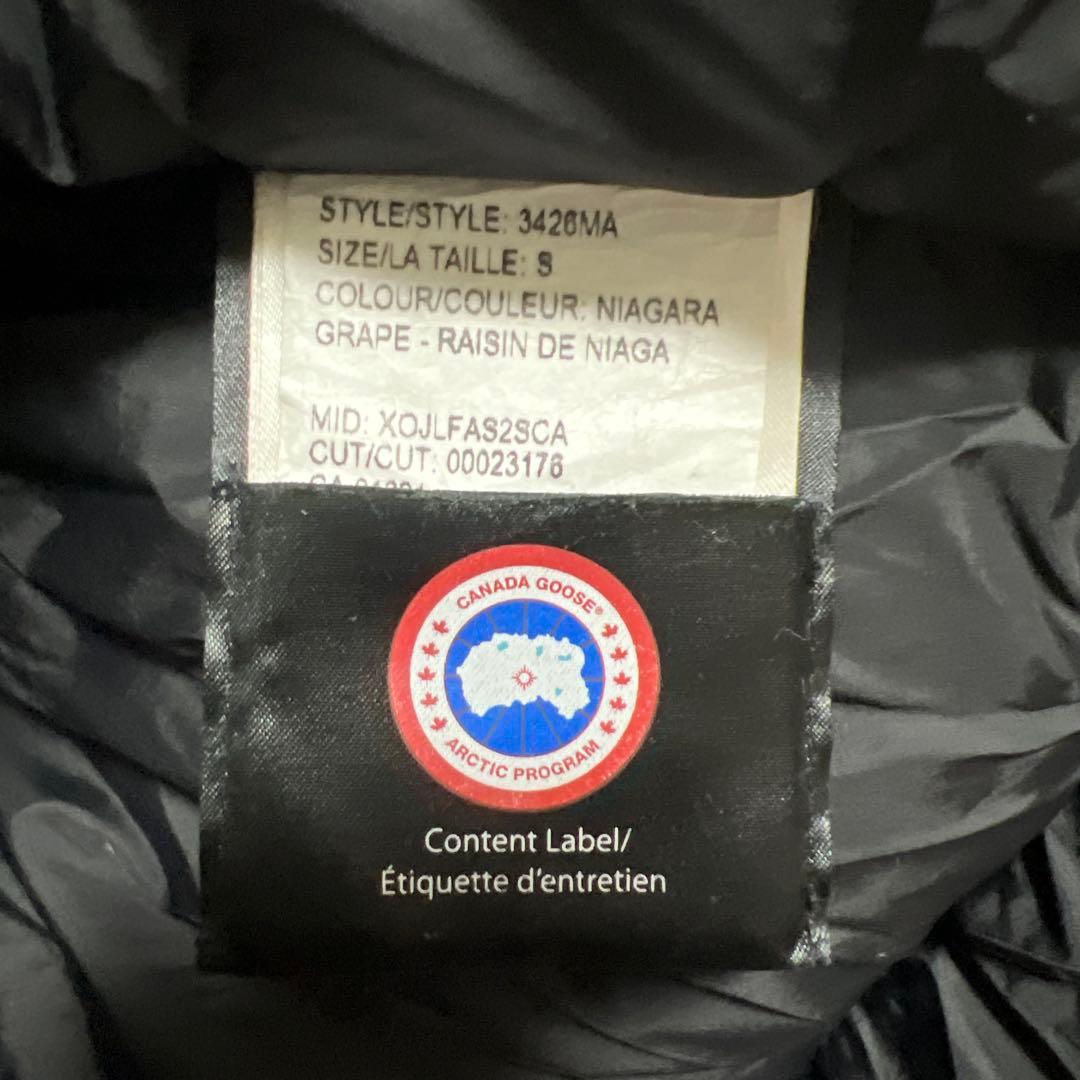 STYLE/STYLE: 3426MA
SIZE/LA TAILLE: S
COLOUR/COULEUR: NIAGARA
GRAPE - RAISIN DE NIAGA
MID: XOJLFAS2SCA
CUT/CUT: 00023176
CANADA GOOSE®
ARCTIC PROGRAM
Content Label/
Étiquette d'entretien